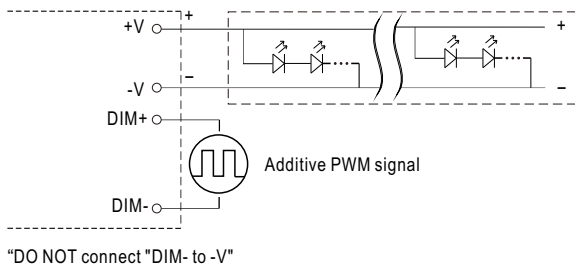 +V
+
+
-V
–
–
DIM+
Additive PWM signal
DIM-
“DO NOT connect "DIM- to -V"